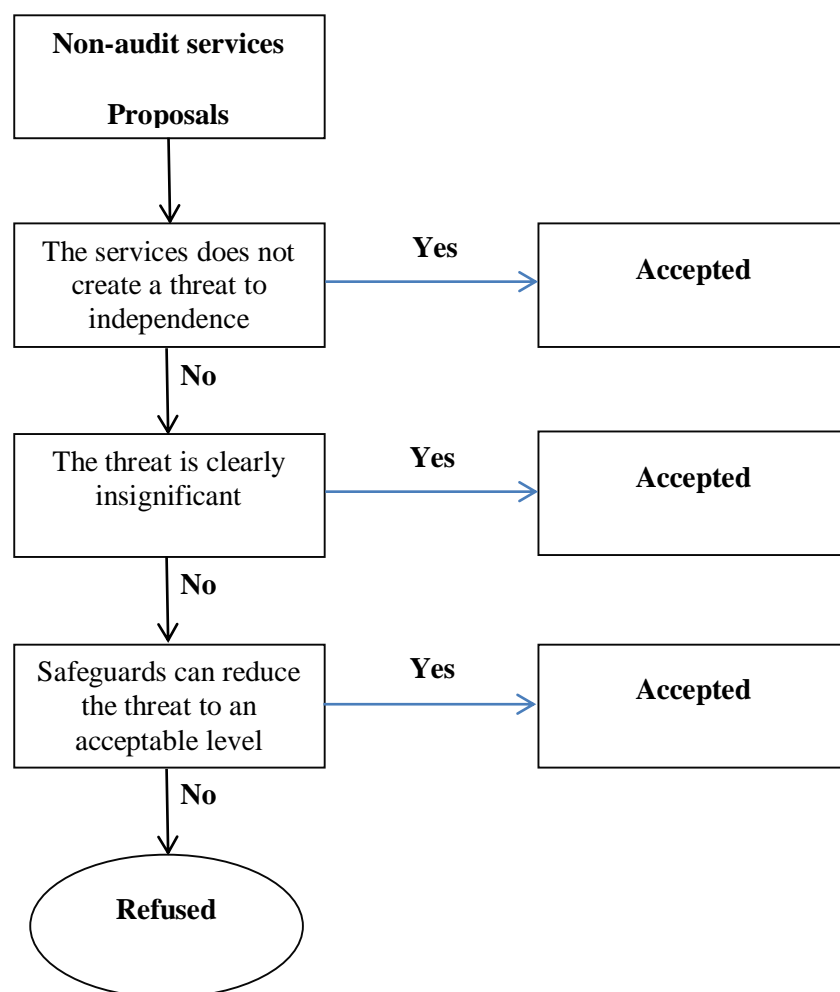 Non-audit services
Proposals
The services does not
create a threat to
independence
Yes
Accepted
No
The threat is clearly
insignificant
Yes
Accepted
No
Safeguards can reduce
the threat to an
acceptable level
Yes
Accepted
No
Refused